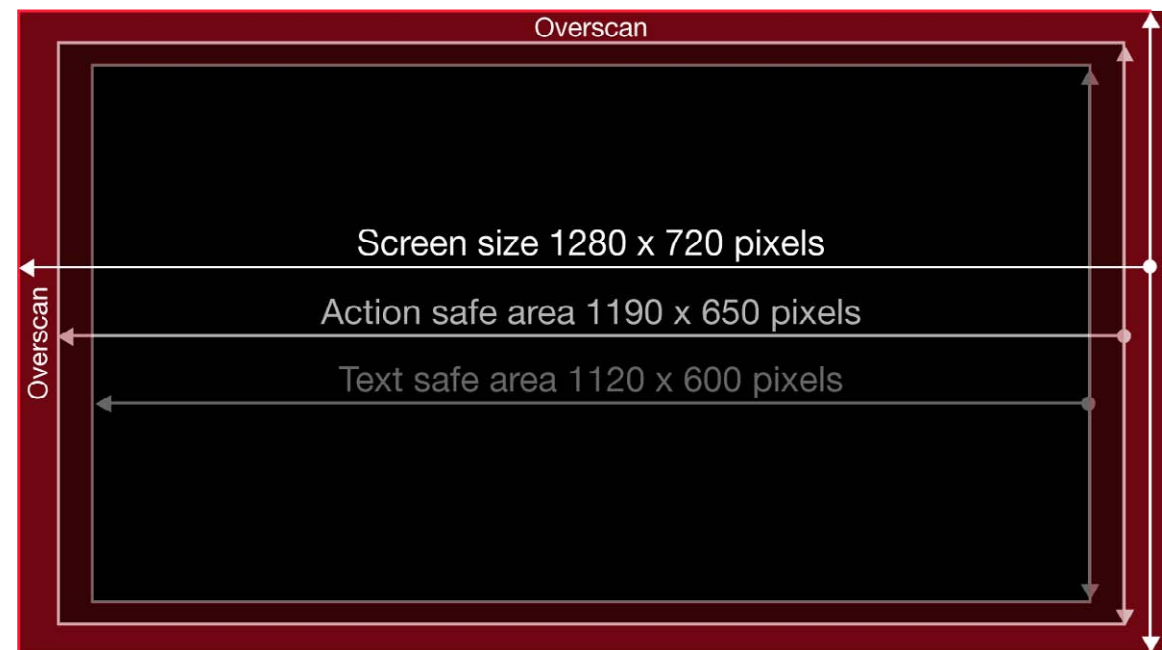 Overscan
Screen size 1280 x 720 pixels
Overscan
Action safe area 1190 x 650 pixels
Text safe area 1120 x 600 pixels